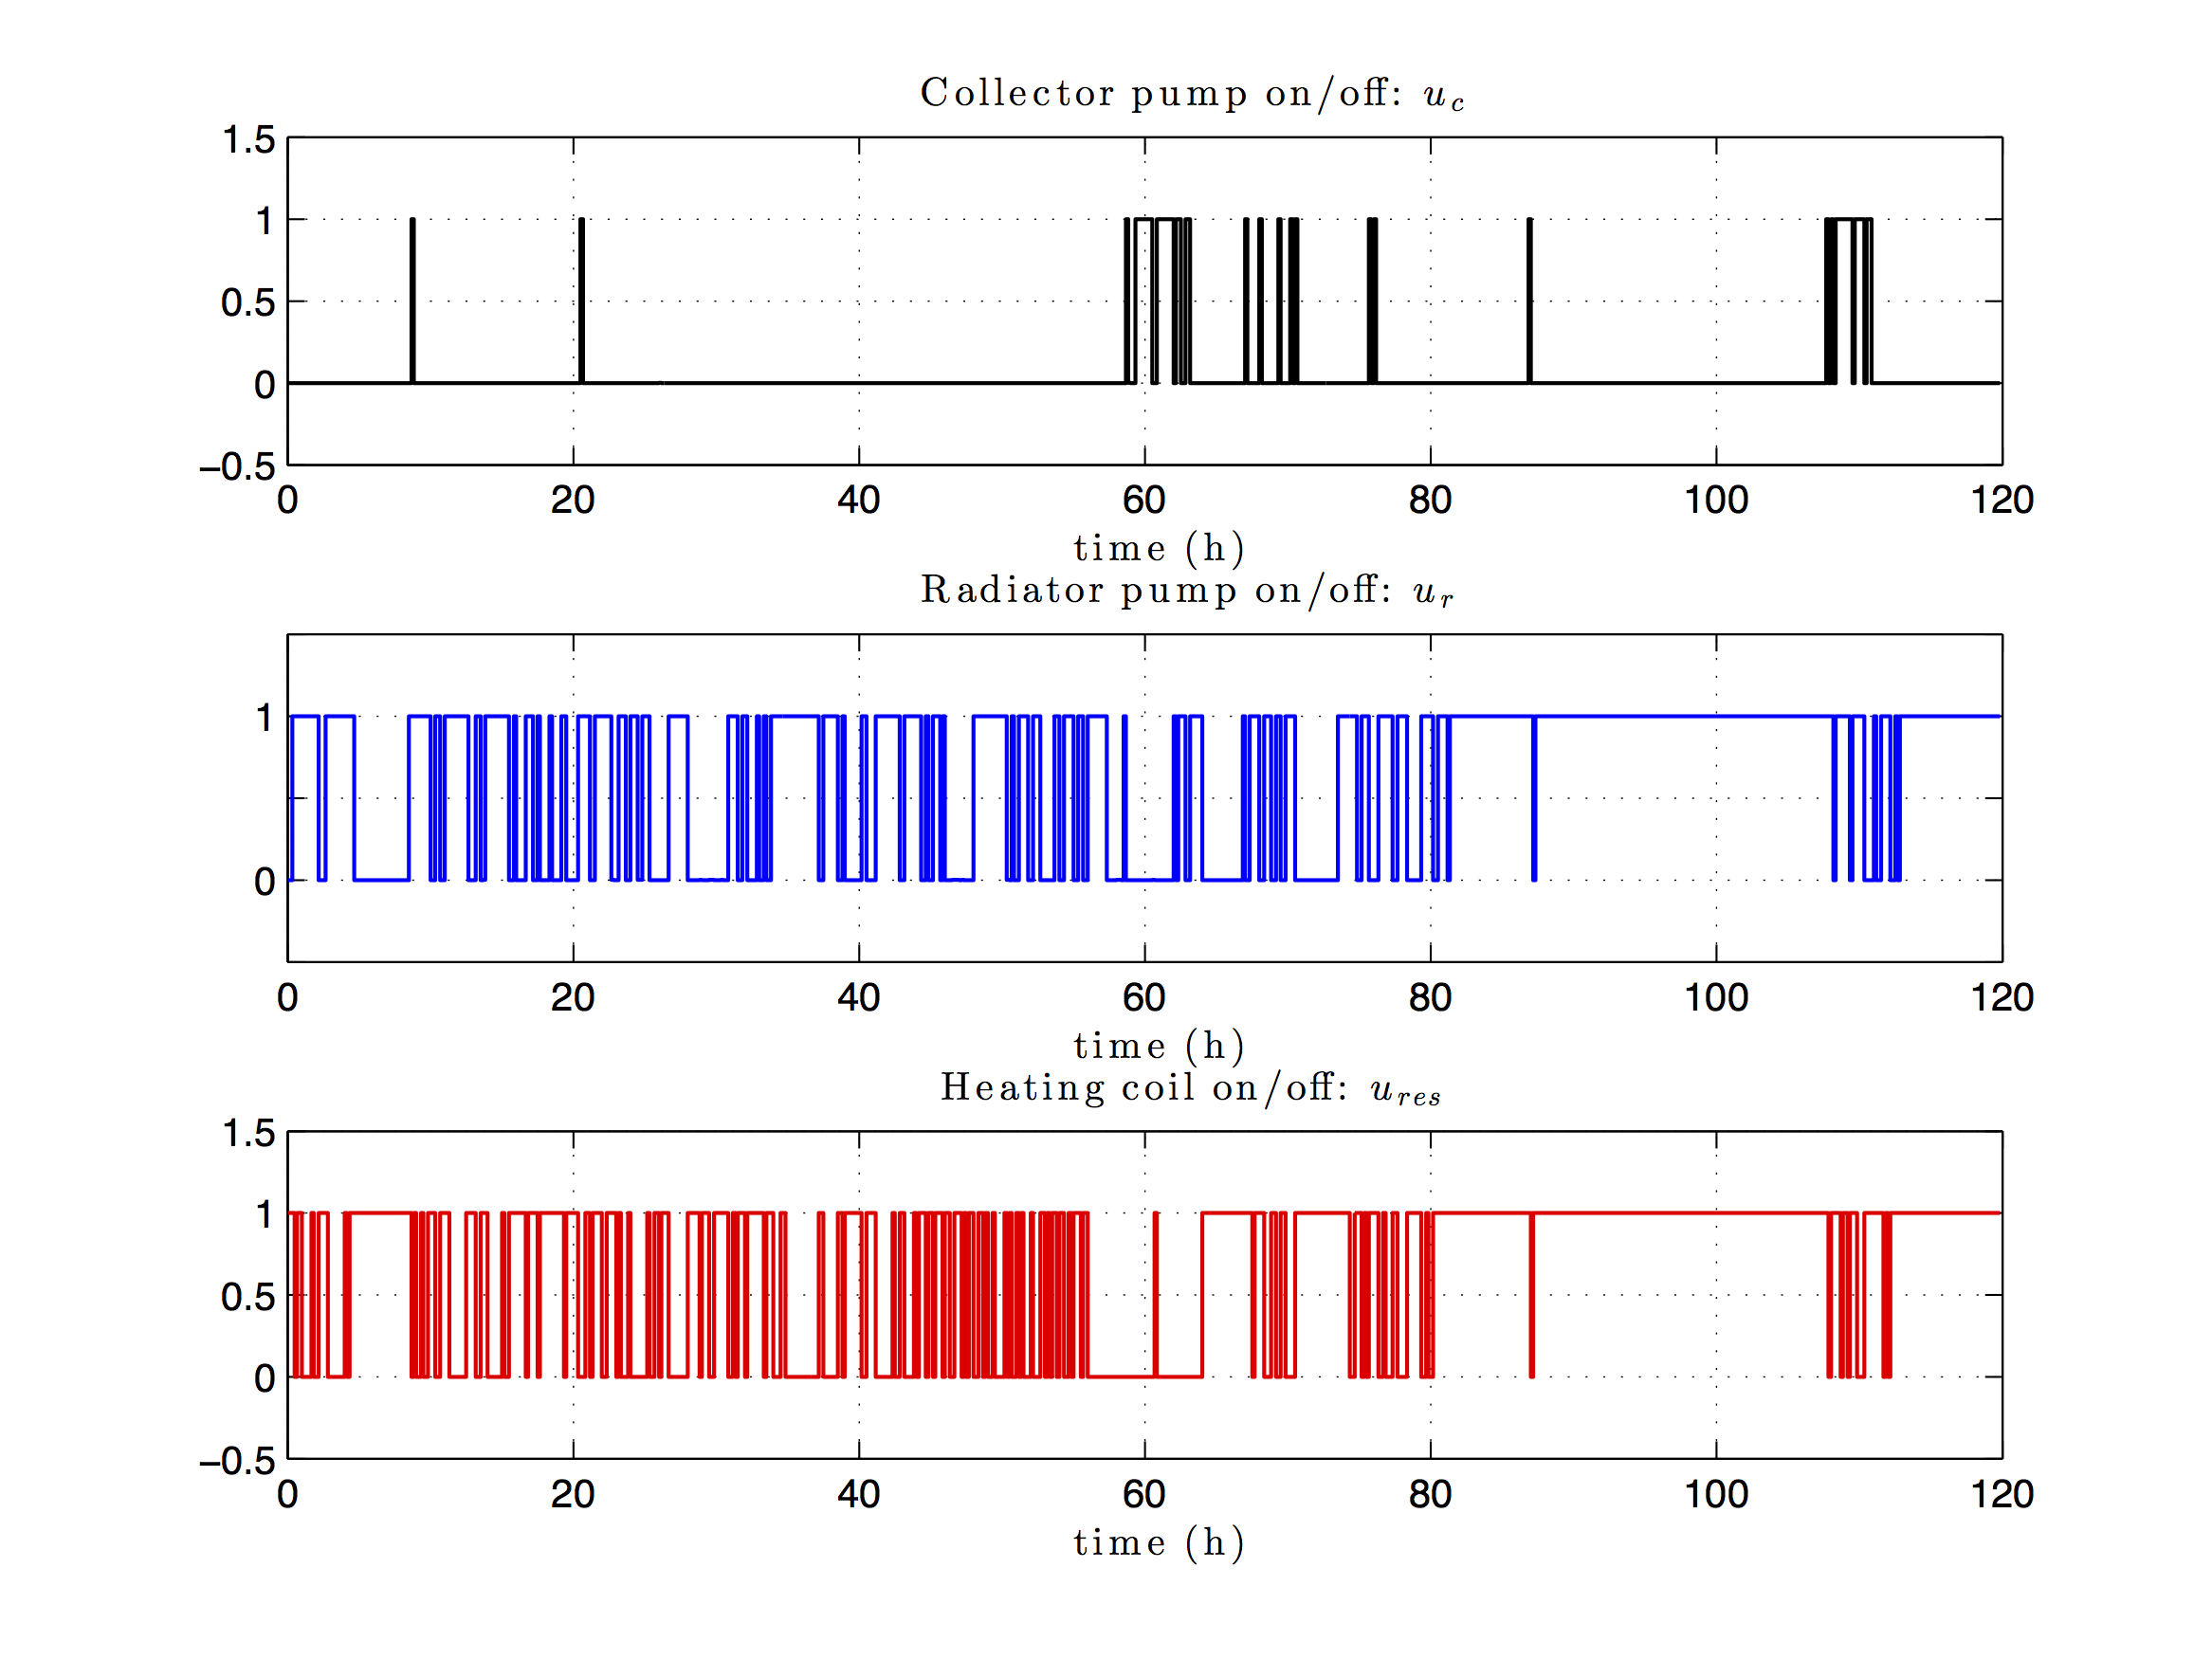 Collector pump on/off: u_c
1.5
1
0.5
0
−0.5
0 20 40 60 80 100 120
time (h)
Radiator pump on/off: u_r
1
0
0 20 40 60 80 100 120
time (h)
Heating coil on/off: u_res
1.5
1
0.5
0
−0.5
0 20 40 60 80 100 120
time (h)